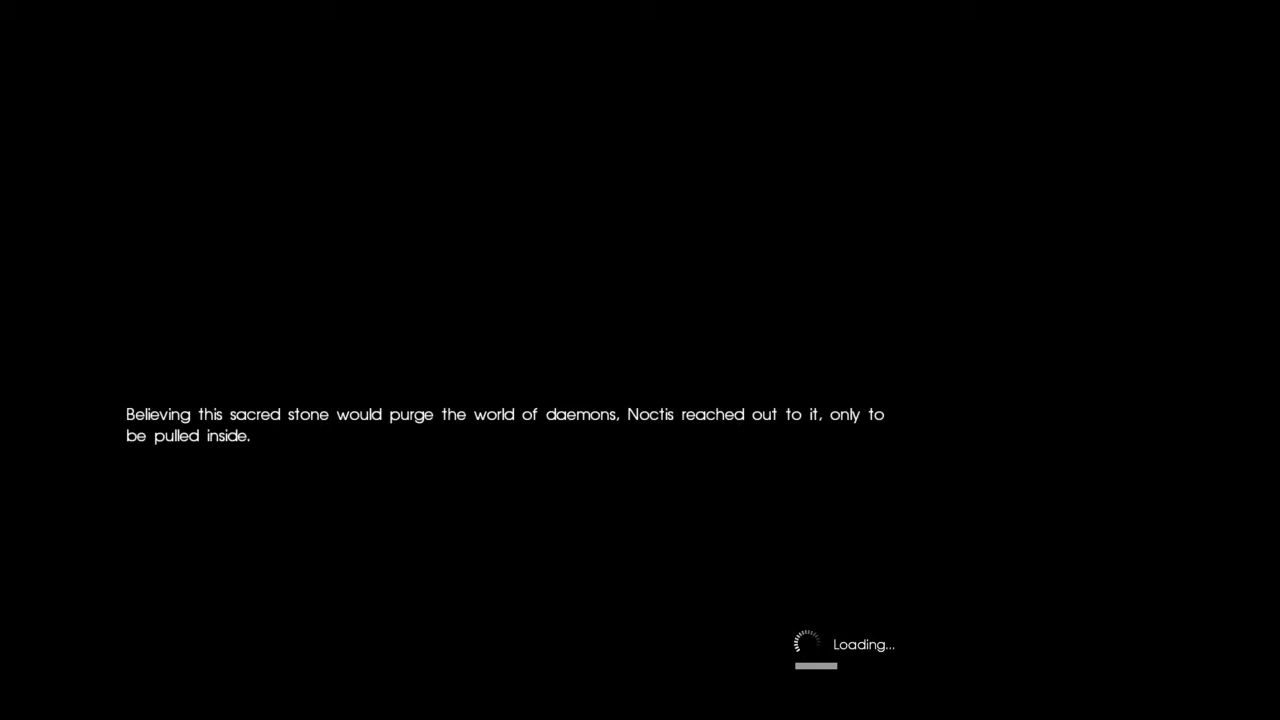 Believing this sacred stone would purge the world of daemons, Noctis reached out to it, only to
be pulled inside.
Loading...